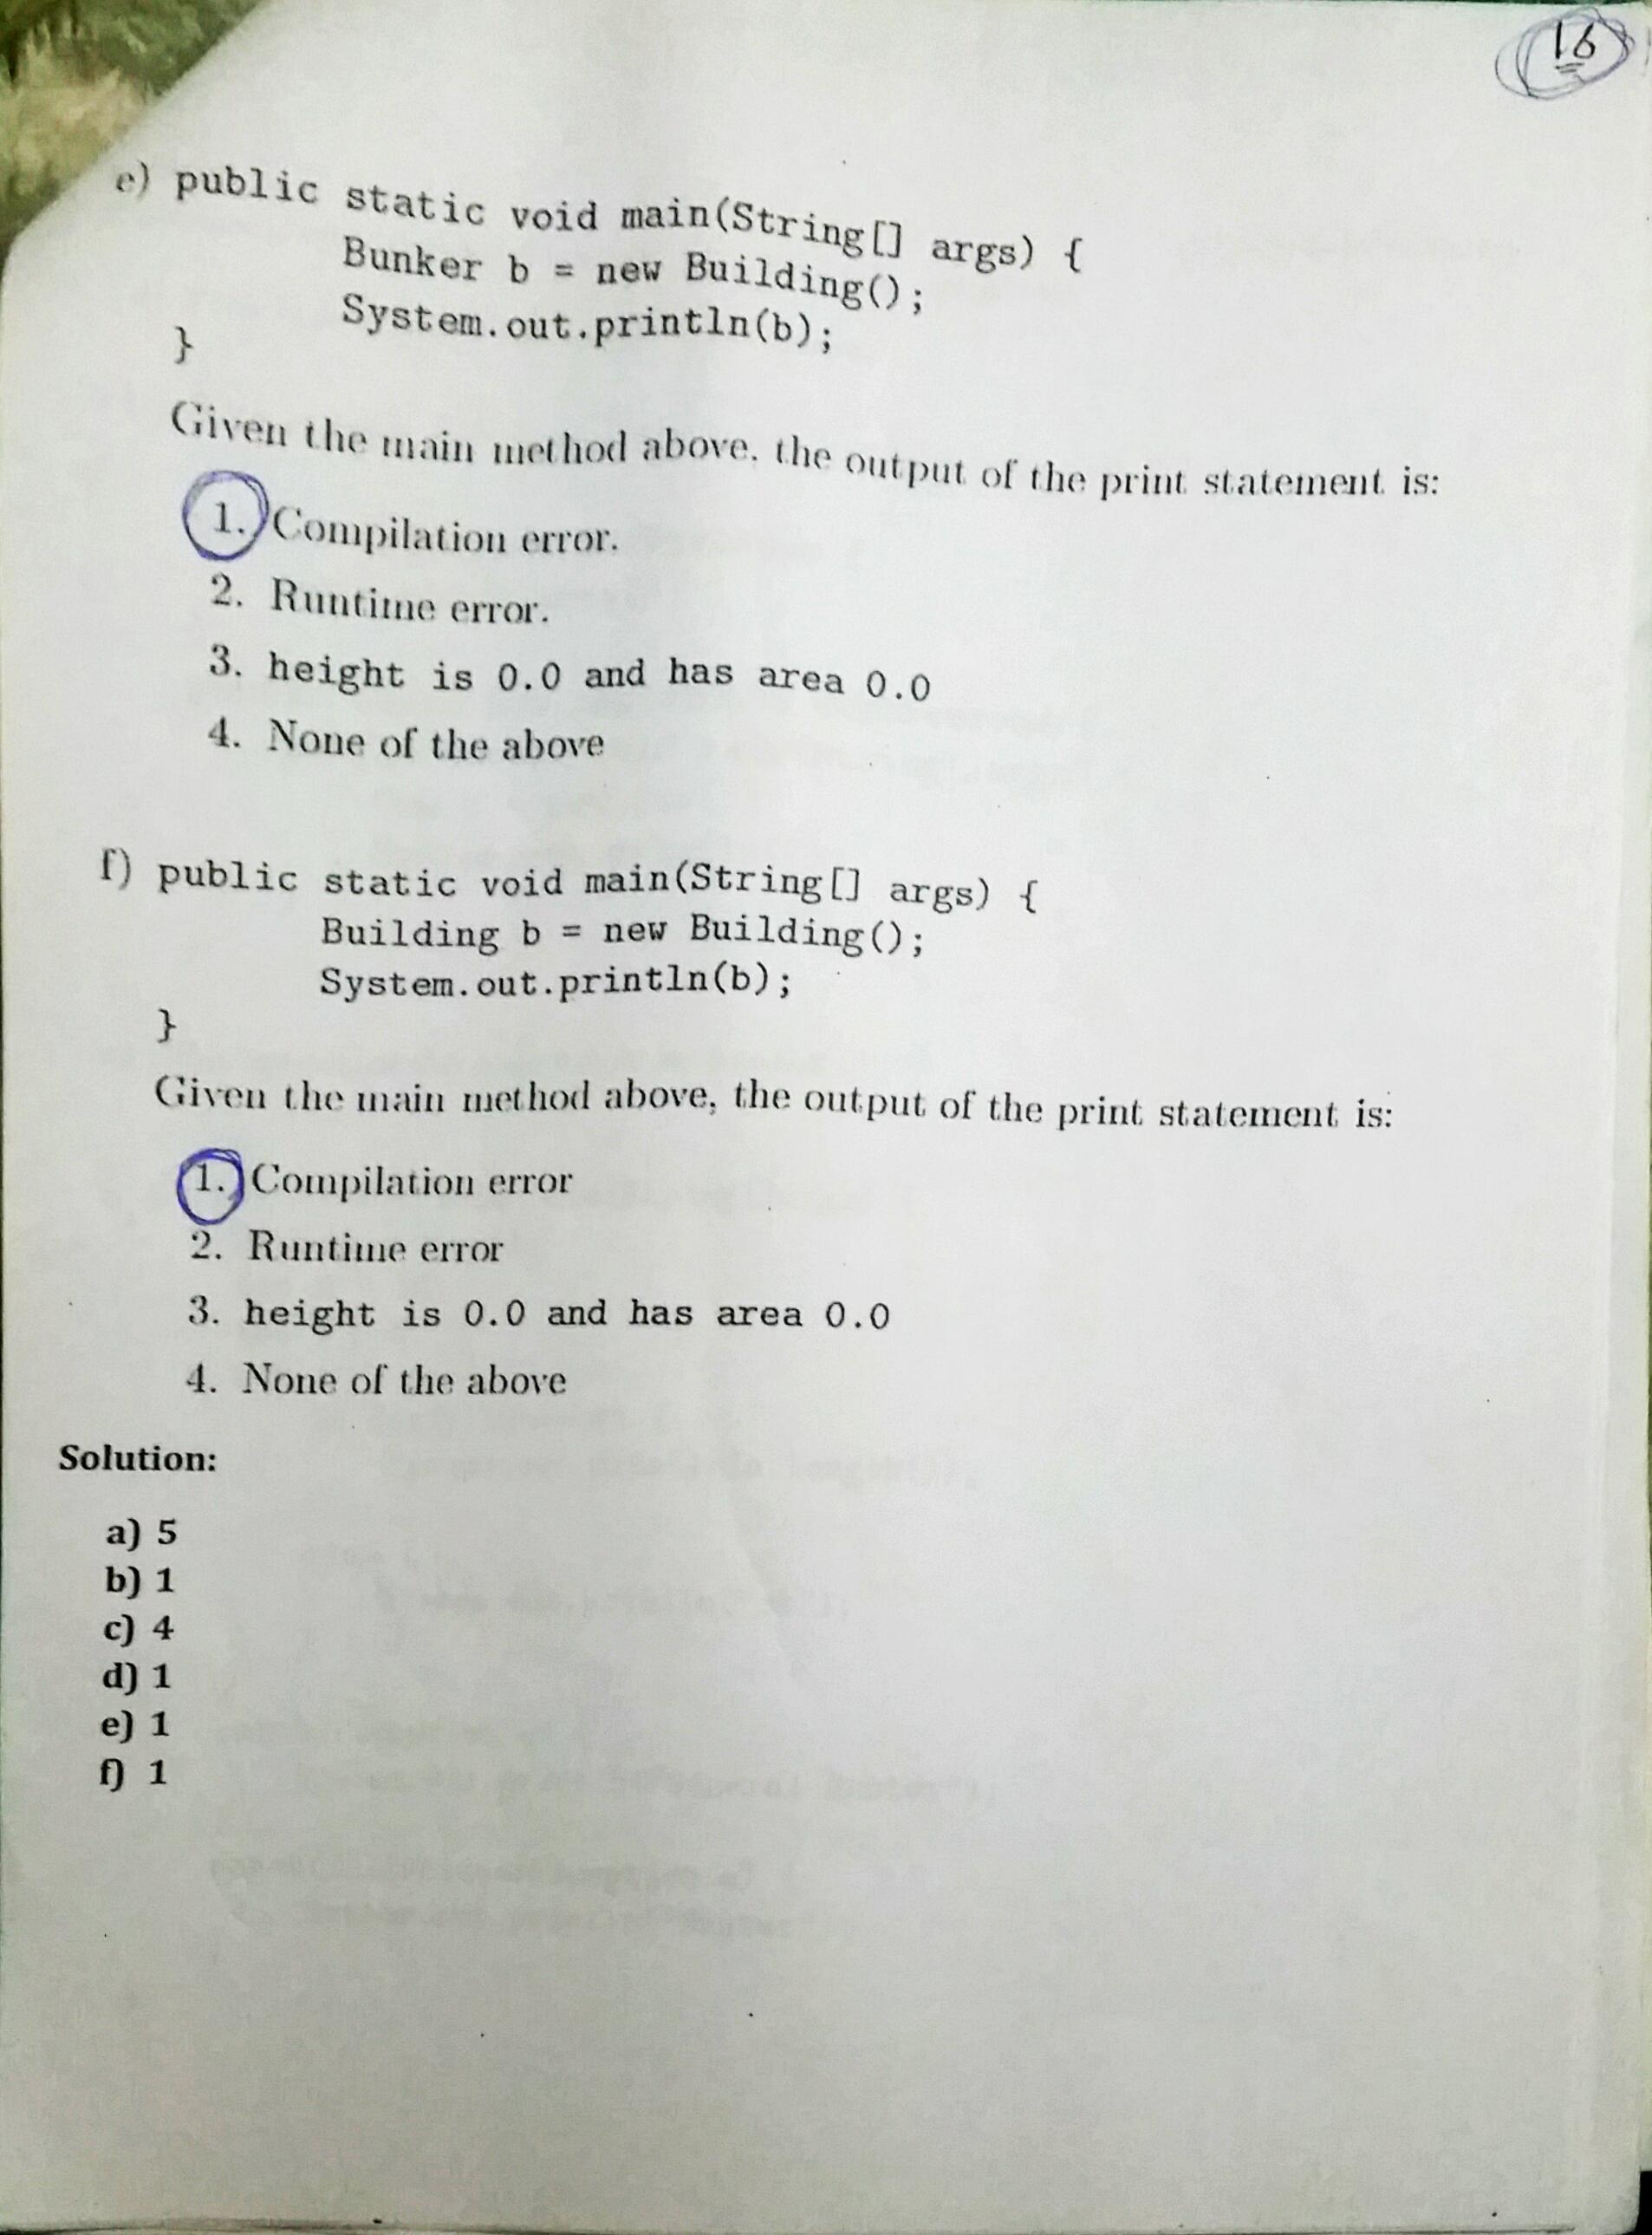 16
e) public static void main(String[] args) {
Bunker b = new Building();
System.out.println(b);
}
Given the main method above, the output of the print statement is:
1. Compilation error.
2. Runtime error.
3. height is 0.0 and has area 0.0
4. None of the above
f) public static void main(String[] args) {
Building b = new Building();
System.out.println(b);
}
Given the main method above, the output of the print statement is:
1. Compilation error
2. Runtime error
3. height is 0.0 and has area 0.0
4. None of the above
Solution:
a) 5
b) 1
c) 4
d) 1
e) 1
f) 1